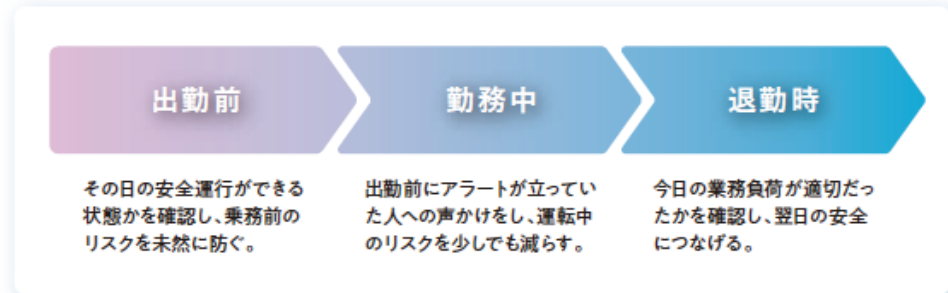 出勤前
その日の安全運行ができる
状態かを確認し、乗務前の
リスクを未然に防ぐ。
勤務中
出勤前にアラートが立ってい
た人への声かけをし、運転中
のリスクを少しでも減らす。
退勤時
今日の業務負荷が適切だっ
たかを確認し、翌日の安全
につなげる。